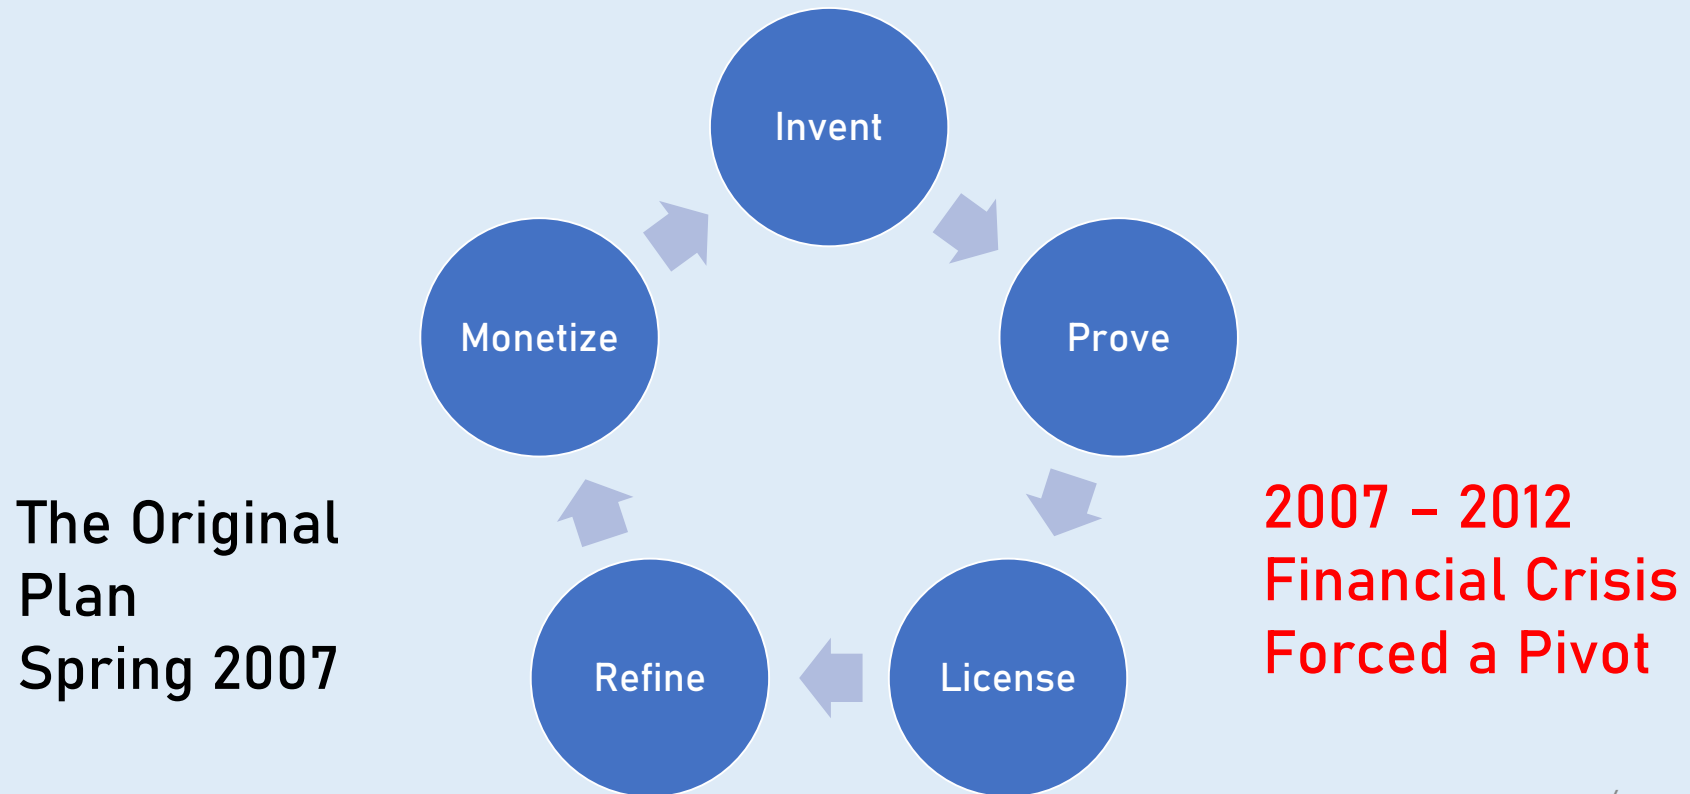 Invent
Prove
License
Refine
Monetize
The Original
Plan
Spring 2007
2007 – 2012
Financial Crisis
Forced a Pivot